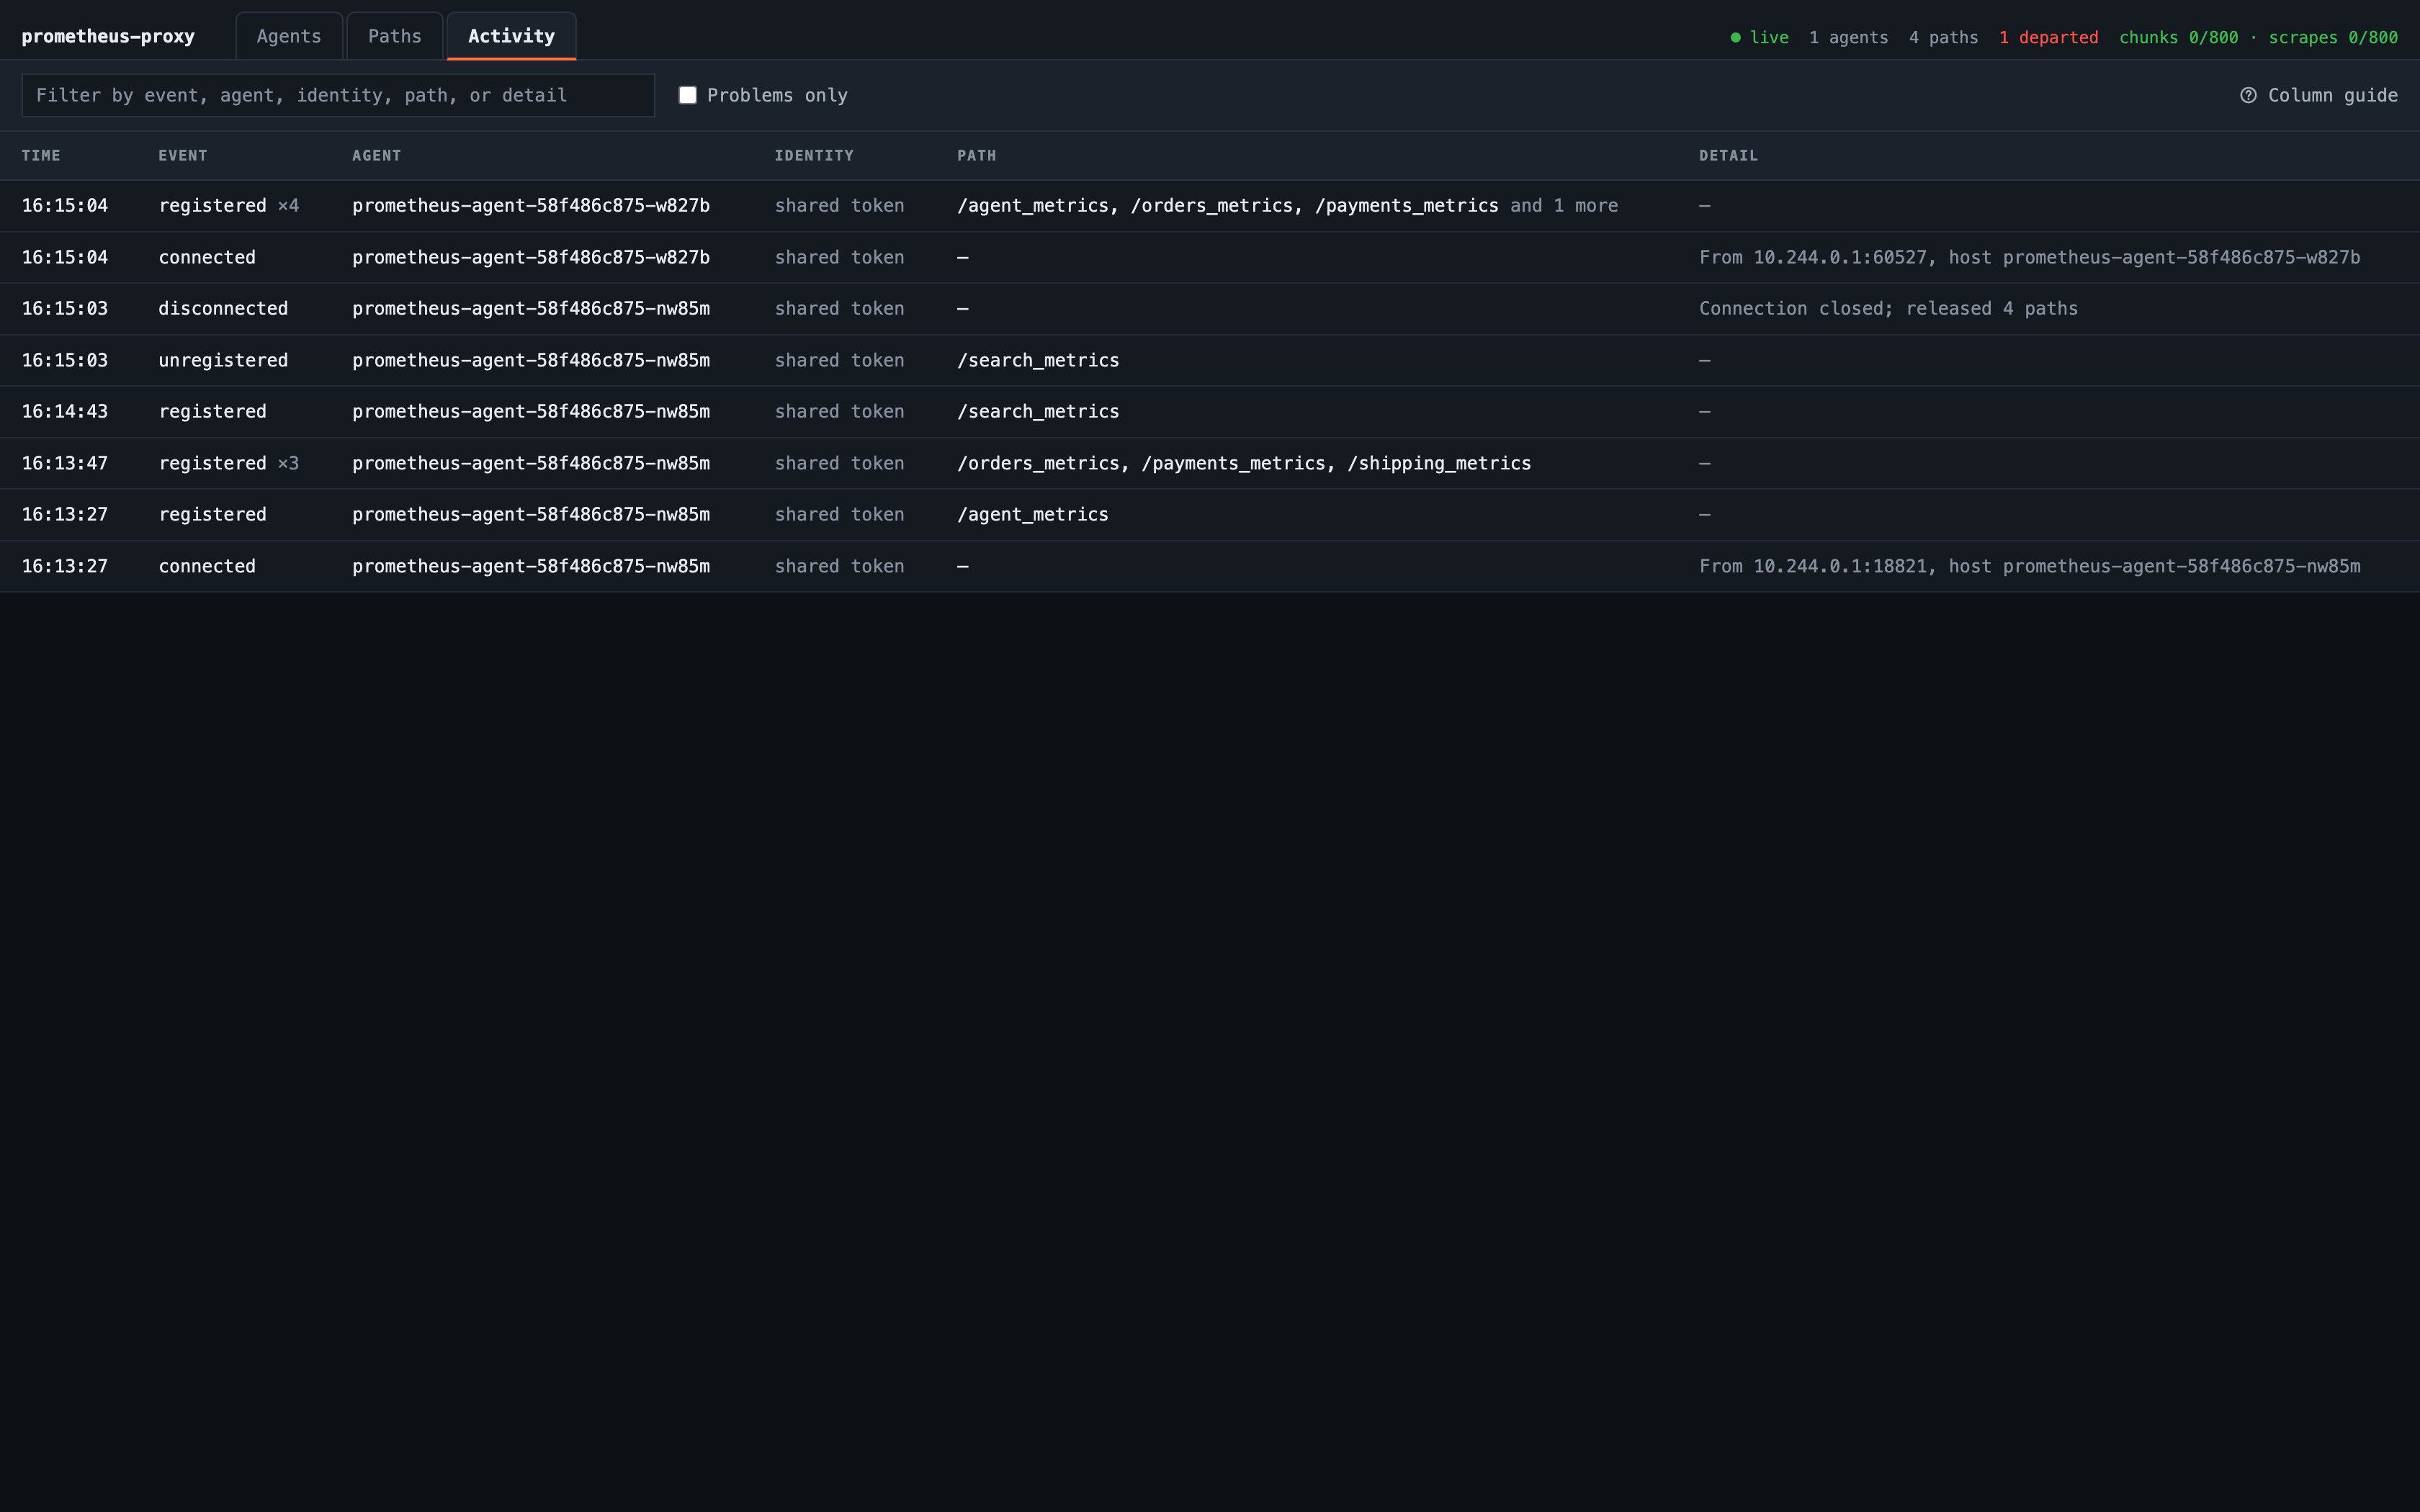 prometheus-proxy Agents Paths Activity ● live 1 agents 4 paths 1 departed chunks 0/800 · scrapes 0/800
Filter by event, agent, identity, path, or detail Problems only Column guide
TIME EVENT AGENT IDENTITY PATH DETAIL
16:15:04 registered ×4 prometheus-agent-58f486c875-w827b shared token /agent_metrics, /orders_metrics, /payments_metrics and 1 more —
16:15:04 connected prometheus-agent-58f486c875-w827b shared token — From 10.244.0.1:60527, host prometheus-agent-58f486c875-w827b
16:15:03 disconnected prometheus-agent-58f486c875-nw85m shared token — Connection closed; released 4 paths
16:15:03 unregistered prometheus-agent-58f486c875-nw85m shared token /search_metrics —
16:14:43 registered prometheus-agent-58f486c875-nw85m shared token /search_metrics —
16:13:47 registered ×3 prometheus-agent-58f486c875-nw85m shared token /orders_metrics, /payments_metrics, /shipping_metrics —
16:13:27 registered prometheus-agent-58f486c875-nw85m shared token /agent_metrics —
16:13:27 connected prometheus-agent-58f486c875-nw85m shared token — From 10.244.0.1:18821, host prometheus-agent-58f486c875-nw85m